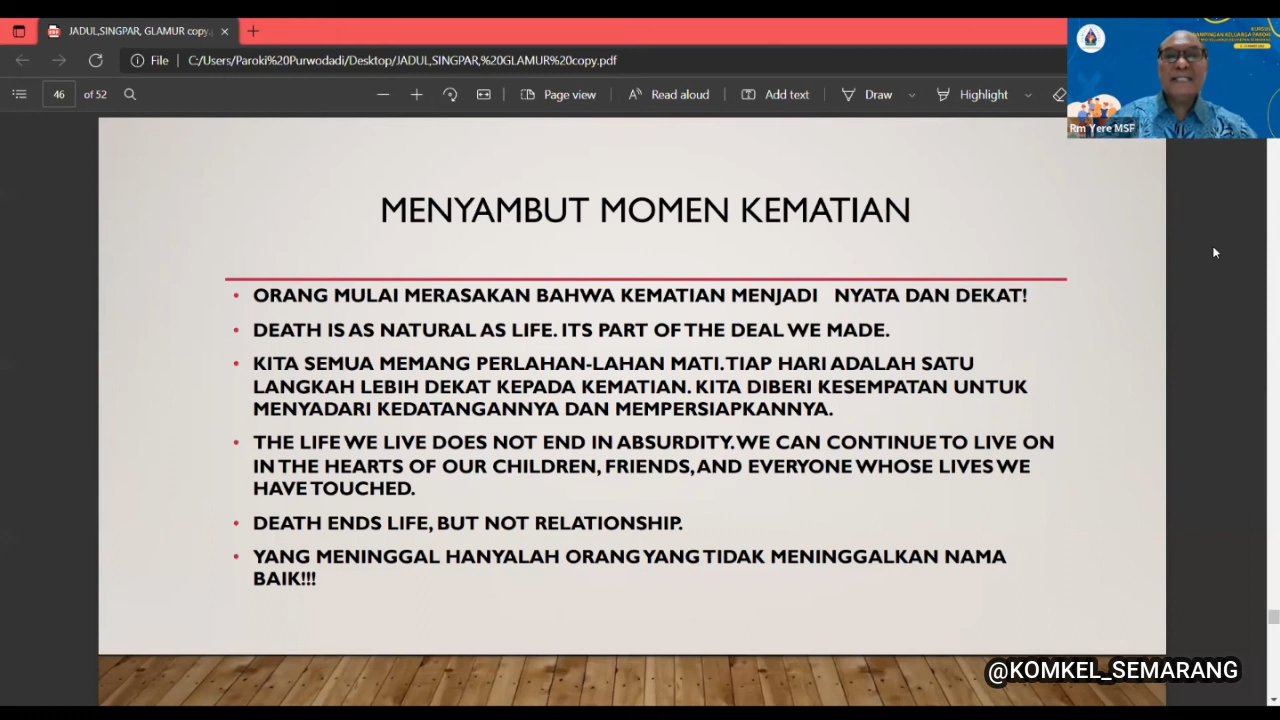 JADUL,SINGPAR, GLAMUR copy.
File
C:/Users/Paroki%20Purwodadi/Desktop/JADUL,SINGPAR,%20GLAMUR%20copy.pdf
46 of 52
Page view
Read aloud
Add text
Draw
Highlight
KURSUS
PENDAMPINGAN KELUARGA PAROKI
Rm Yere MSF
MENYAMBUT MOMEN KEMATIAN
• ORANG MULAI MERASAKAN BAHWA KEMATIAN MENJADI NYATA DAN DEKAT!
• DEATH IS AS NATURAL AS LIFE. ITS PART OF THE DEAL WE MADE.
• KITA SEMUA MEMANG PERLAHAN-LAHAN MATI. TIAP HARI ADALAH SATU
LANGKAH LEBIH DEKAT KEPADA KEMATIAN. KITA DIBERI KESEMPATAN UNTUK
MENYADARI KEDATANGANNYA DAN MEMPERSIAPKANNYA.
• THE LIFE WE LIVE DOES NOT END IN ABSURDITY. WE CAN CONTINUE TO LIVE ON
IN THE HEARTS OF OUR CHILDREN, FRIENDS, AND EVERYONE WHOSE LIVES WE
HAVE TOUCHED.
• DEATH ENDS LIFE, BUT NOT RELATIONSHIP.
• YANG MENINGGAL HANYALAH ORANG YANG TIDAK MENINGGALKAN NAMA
BAIK!!!
@KOMKEL_SEMARANG